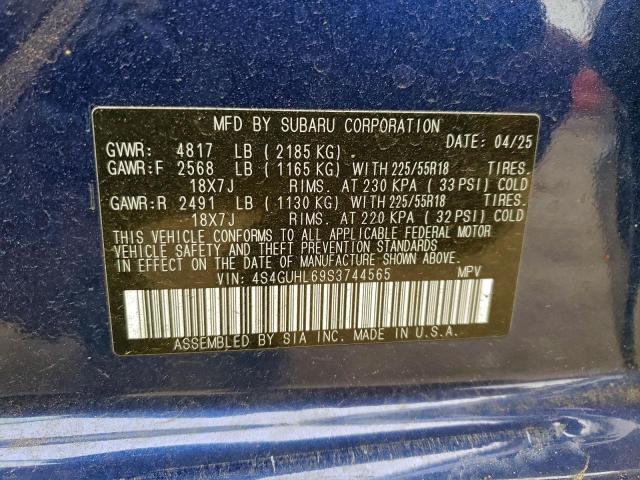 MFD BY SUBARU CORPORATION
DATE: 04/25
GVWR: 4817 LB (2185 KG)
GAWR:F 2568 LB (1165 KG) WITH 225/55R18 TIRES.
18X7J RIMS. AT 230 KPA (33 PSI) COLD
GAWR:R 2491 LB (1130 KG) WITH 225/55R18 TIRES.
18X7J RIMS. AT 220 KPA (32 PSI) COLD
THIS VEHICLE CONFORMS TO ALL APPLICABLE FEDERAL MOTOR
VEHICLE SAFETY AND THEFT PREVENTION STANDARDS IN
EFFECT ON THE DATE OF MANUFACTURE SHOWN ABOVE.
VIN: 4S4GUHL69S3744565 MPV
ASSEMBLED BY SIA INC. MADE IN U.S.A.